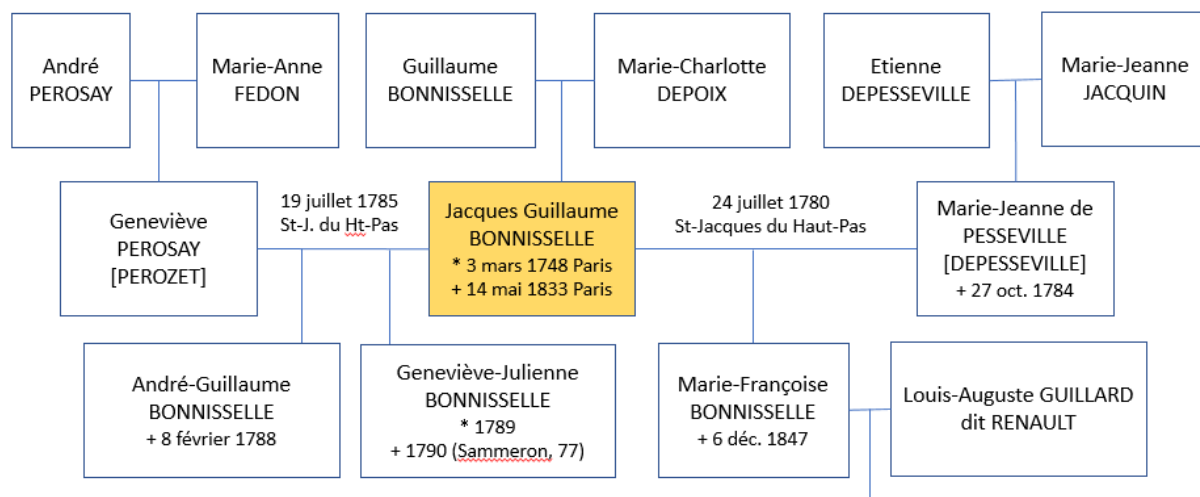 André
PEROSAY
Marie-Anne
FEDON
Guillaume
BONNISSELLE
Marie-Charlotte
DEPOIX
Etienne
DEPESSEVILLE
Marie-Jeanne
JACQUIN
Geneviève
PEROSAY
[PEROZET]
19 juillet 1785
St-J. du Ht-Pas
Jacques Guillaume
BONNISSELLE
* 3 mars 1748 Paris
+ 14 mai 1833 Paris
24 juillet 1780
St-Jacques du Haut-Pas
Marie-Jeanne de
PESSEVILLE
[DEPESSEVILLE]
+ 27 oct. 1784
André-Guillaume
BONNISSELLE
+ 8 février 1788
Geneviève-Julienne
BONNISSELLE
* 1789
+ 1790 (Sammeron, 77)
Marie-Françoise
BONNISSELLE
+ 6 déc. 1847
Louis-Auguste GUILLARD
dit RENAULT